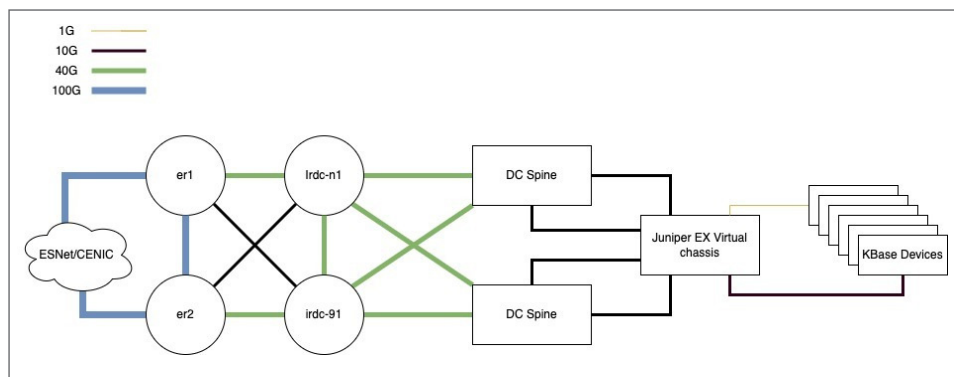 1G
10G
40G
100G
er1
lrdc-n1
DC Spine
ESNet/CENIC
Juniper EX Virtual
chassis
KBase Devices
er2
irdc-91
DC Spine